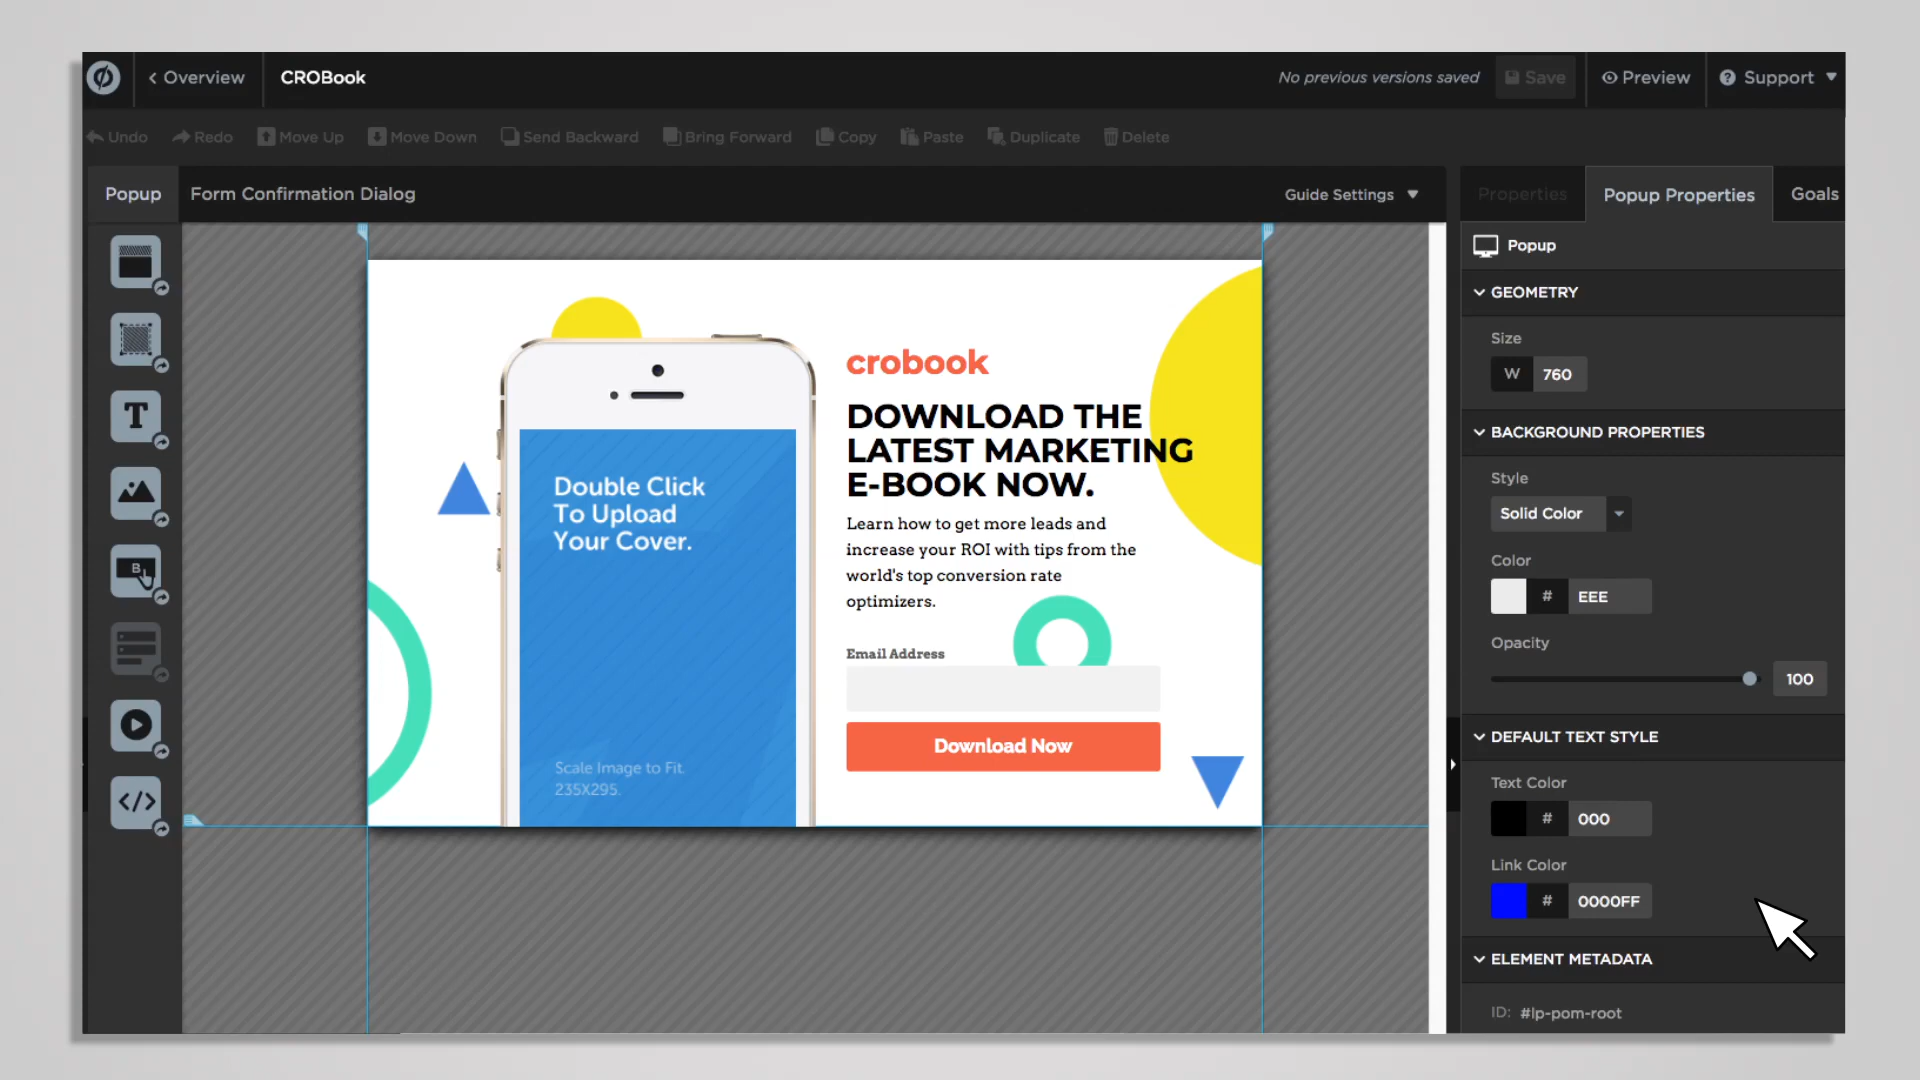 Overview
CROBook
No previous versions saved
Save
Preview
Support
Undo
Redo
Move Up
Move Down
Send Backward
Bring Forward
Copy
Paste
Duplicate
Delete
Popup
Form Confirmation Dialog
Guide Settings
Properties
Popup Properties
Goals
T
B
</>
Double Click
To Upload
Your Cover.
Scale Image to Fit.
235X295.
crobook
DOWNLOAD THE
LATEST MARKETING
E-BOOK NOW.
Learn how to get more leads and
increase your ROI with tips from the
world's top conversion rate
optimizers.
Email Address
Download Now
Popup
GEOMETRY
Size
W 760
BACKGROUND PROPERTIES
Style
Solid Color
Color
# EEE
Opacity
100
DEFAULT TEXT STYLE
Text Color
# 000
Link Color
# 0000FF
ELEMENT METADATA
ID: #lp-pom-root